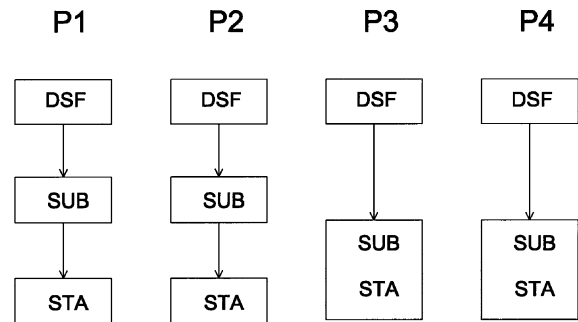 P1 P2 P3 P4
DSF DSF DSF DSF
SUB SUB
SUB SUB
STA STA STA STA